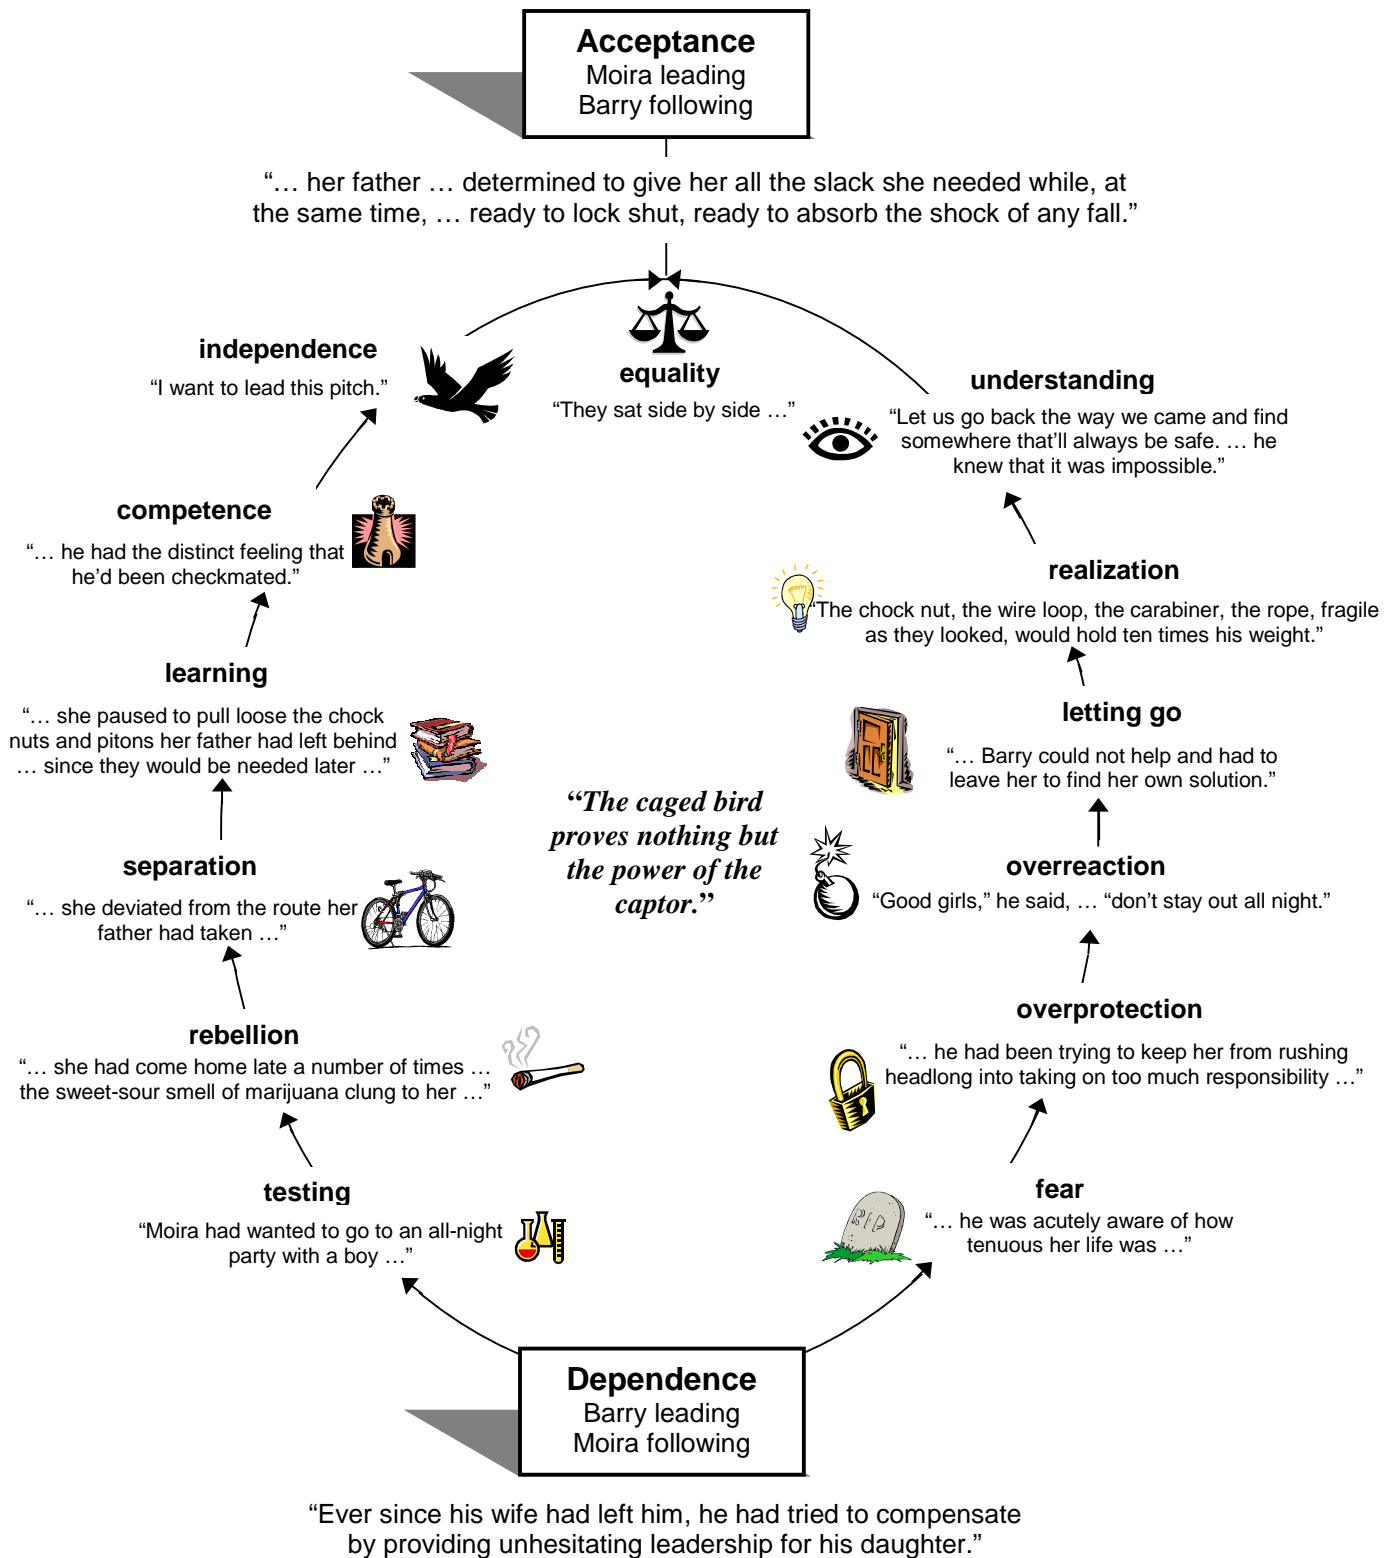 Acceptance
Moira leading
Barry following
“… her father … determined to give her all the slack she needed while, at
the same time, … ready to lock shut, ready to absorb the shock of any fall.”
independence
“I want to lead this pitch.”
equality
“They sat side by side …”
understanding
“Let us go back the way we came and find
somewhere that’ll always be safe. … he
knew that it was impossible.”
competence
“… he had the distinct feeling that
he’d been checkmated.”
realization
“The chock nut, the wire loop, the carabiner, the rope, fragile
as they looked, would hold ten times his weight.”
learning
“… she paused to pull loose the chock
nuts and pitons her father had left behind
… since they would be needed later …”
letting go
“… Barry could not help and had to
leave her to find her own solution.”
“The caged bird
proves nothing but
the power of the
captor.”
separation
“… she deviated from the route her
father had taken …”
overreaction
“Good girls,” he said, … “don’t stay out all night.”
rebellion
“… she had come home late a number of times …
the sweet-sour smell of marijuana clung to her …”
overprotection
“… he had been trying to keep her from rushing
headlong into taking on too much responsibility …”
testing
“Moira had wanted to go to an all-night
party with a boy …”
RIP
fear
“… he was acutely aware of how
tenuous her life was …”
Dependence
Barry leading
Moira following
“Ever since his wife had left him, he had tried to compensate
by providing unhesitating leadership for his daughter.”